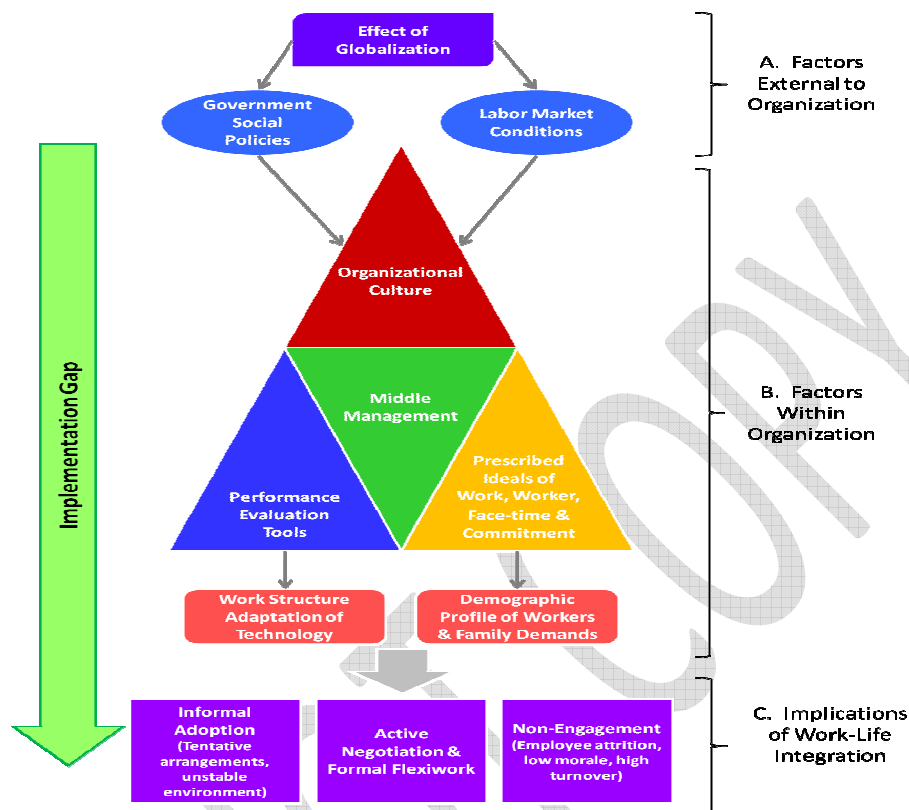 Effect of
Globalization
A. Factors
External to
Organization
Government
Social
Policies
Labor Market
Conditions
Organizational
Culture
Implementation Gap
Middle
Management
B. Factors
Within
Organization
Performance
Evaluation
Tools
Prescribed
Ideals of
Work, Worker,
Face-time &
Commitment
Work Structure
Adaptation of
Technology
Demographic
Profile of Workers
& Family Demands
Informal
Adoption
(Tentative
arrangements,
unstable
environment)
Active
Negotiation &
Formal Flexiwork
Non-Engagement
(Employee attrition,
low morale, high
turnover)
C. Implications
of Work-Life
Integration
COPY